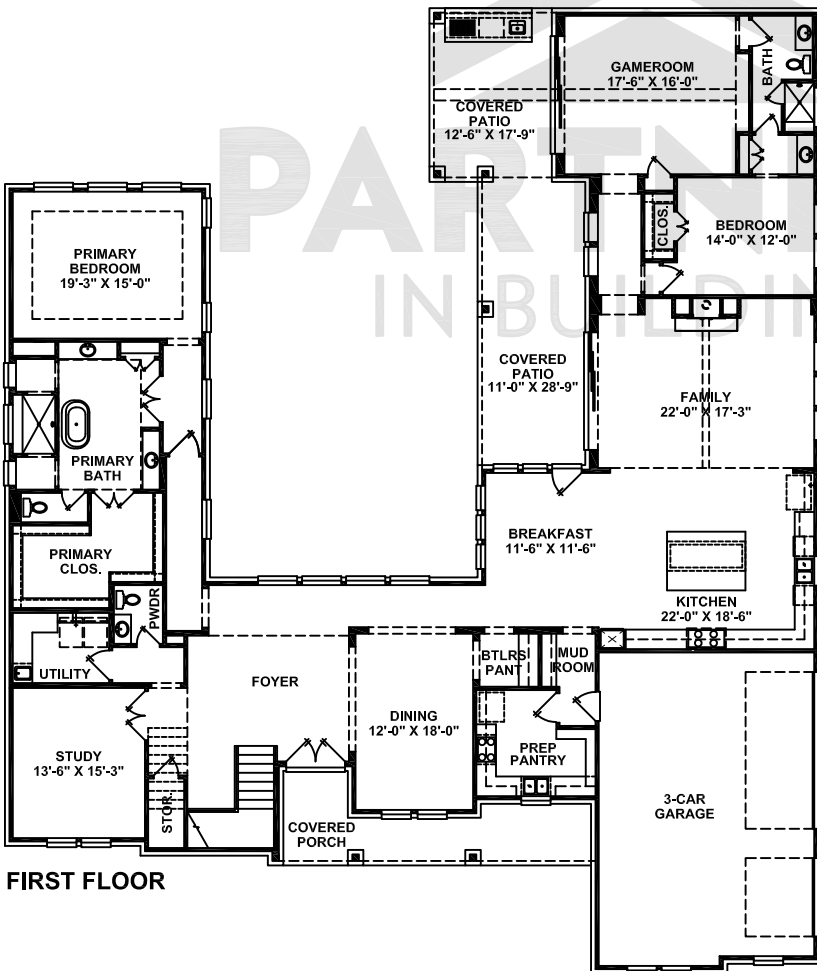 GAMEROOM
17'-6" X 16'-0"
BATH
COVERED
PATIO
12'-6" X 17'-9"
PARTN
IN BUILDIN
CLOS.
BEDROOM
14'-0" X 12'-0"
PRIMARY
BEDROOM
19'-3" X 15'-0"
COVERED
PATIO
11'-0" X 28'-9"
FAMILY
22'-0" X 17'-3"
PRIMARY
BATH
BREAKFAST
11'-6" X 11'-6"
PRIMARY
CLOS.
PWDR
KITCHEN
22'-0" X 18'-6"
UTILITY
BTLRS
PANT
MUD
ROOM
FOYER
DINING
12'-0" X 18'-0"
STUDY
13'-6" X 15'-3"
PREP
PANTRY
STOR.
3-CAR
GARAGE
COVERED
PORCH
FIRST FLOOR